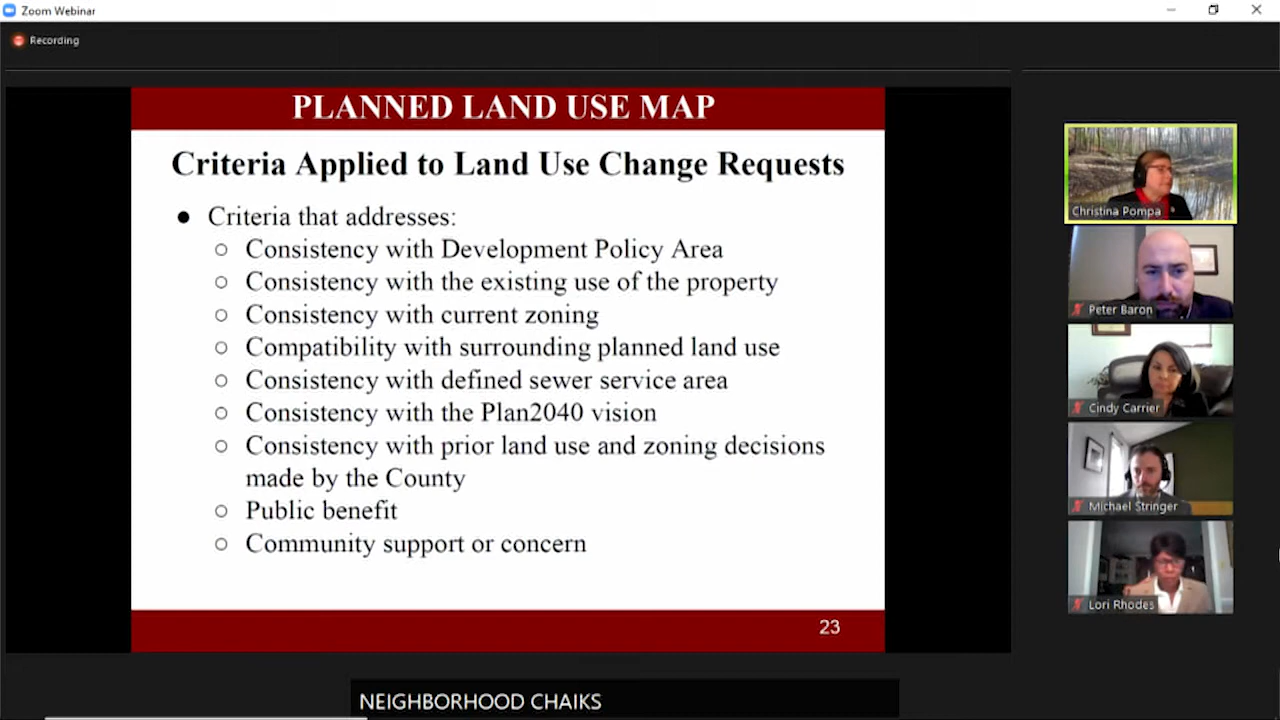 Zoom Webinar
Recording
PLANNED LAND USE MAP
Criteria Applied to Land Use Change Requests
● Criteria that addresses:
○ Consistency with Development Policy Area
○ Consistency with the existing use of the property
○ Consistency with current zoning
○ Compatibility with surrounding planned land use
○ Consistency with defined sewer service area
○ Consistency with the Plan2040 vision
○ Consistency with prior land use and zoning decisions
made by the County
○ Public benefit
○ Community support or concern
23
Christina Pompa
Peter Baron
Cindy Carrier
Michael Stringer
Lori Rhodes
NEIGHBORHOOD CHAIKS